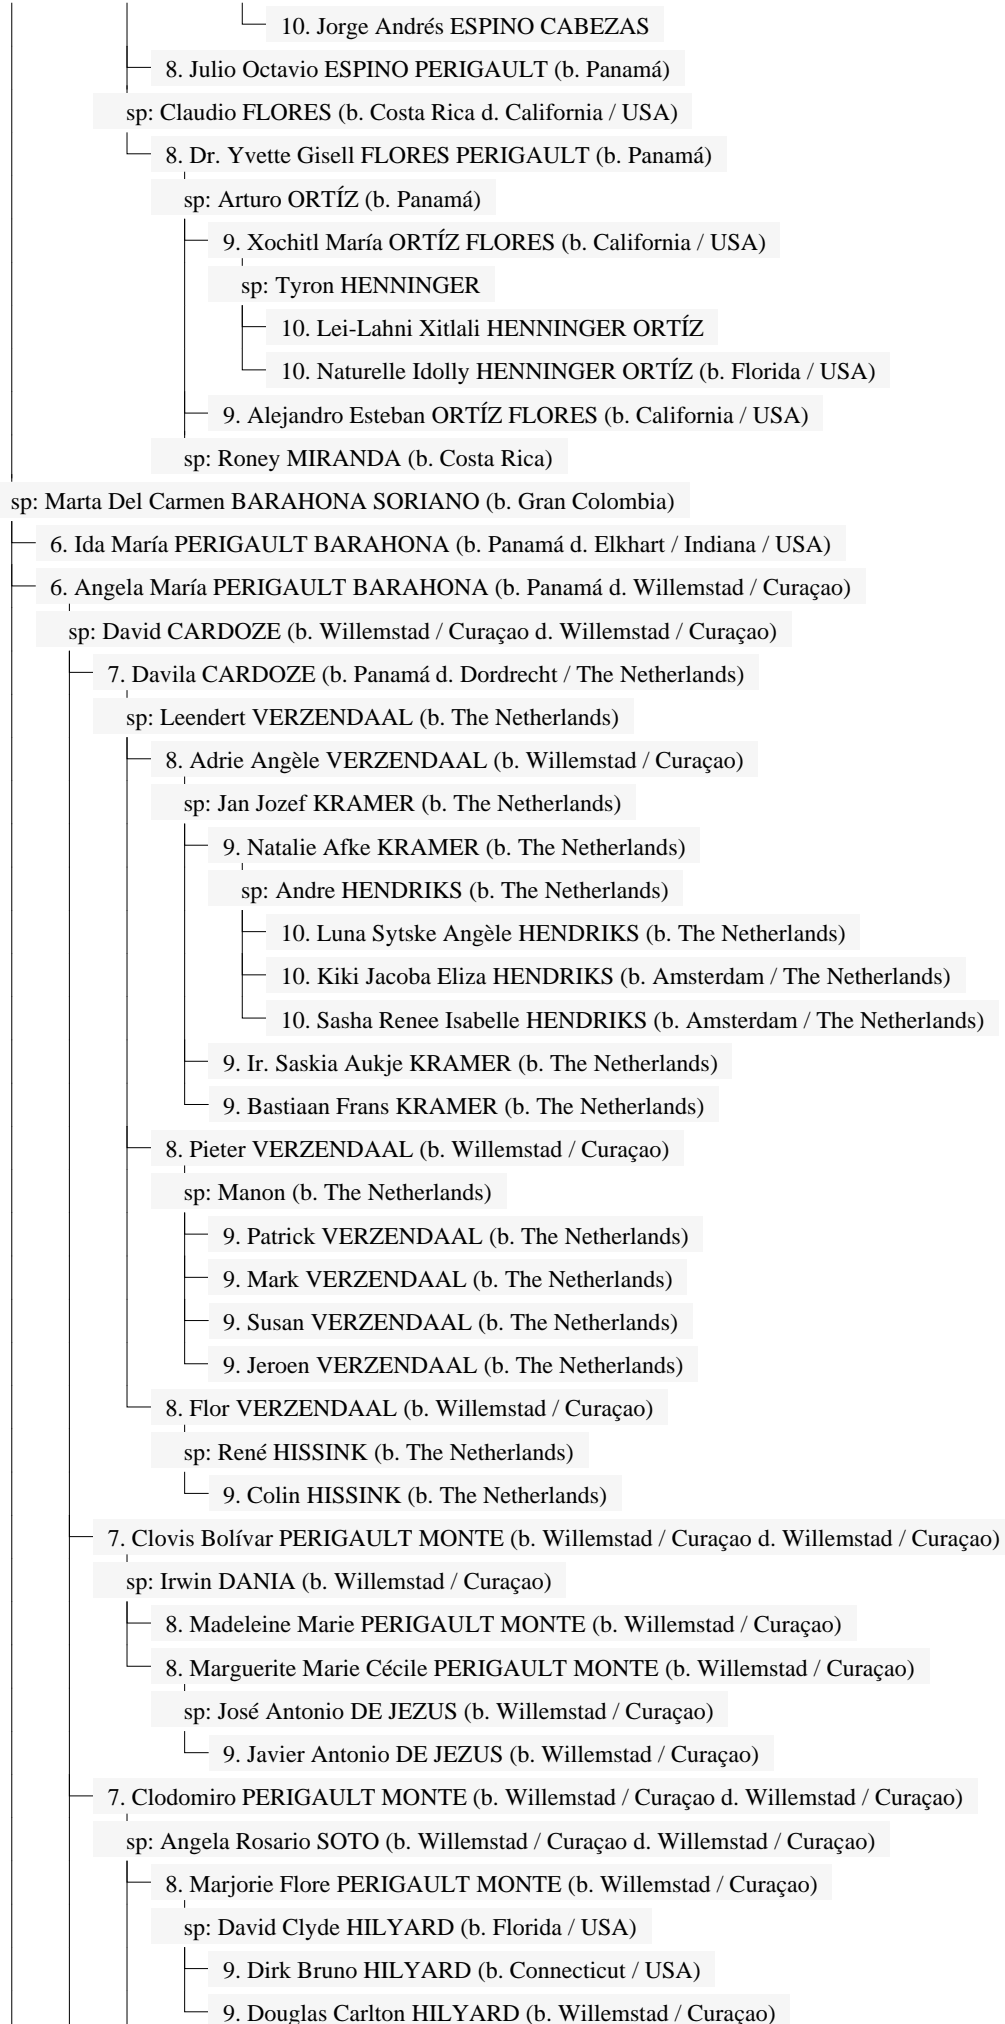 10. Jorge Andrés ESPINO CABEZAS
8. Julio Octavio ESPINO PERIGAULT (b. Panamá)
sp: Claudio FLORES (b. Costa Rica d. California / USA)
8. Dr. Yvette Gisell FLORES PERIGAULT (b. Panamá)
sp: Arturo ORTÍZ (b. Panamá)
9. Xochitl María ORTÍZ FLORES (b. California / USA)
sp: Tyron HENNINGER
10. Lei-Lahni Xitlali HENNINGER ORTÍZ
10. Naturelle Idolly HENNINGER ORTÍZ (b. Florida / USA)
9. Alejandro Esteban ORTÍZ FLORES (b. California / USA)
sp: Roney MIRANDA (b. Costa Rica)
sp: Marta Del Carmen BARAHONA SORIANO (b. Gran Colombia)
6. Ida María PERIGAULT BARAHONA (b. Panamá d. Elkhart / Indiana / USA)
6. Angela María PERIGAULT BARAHONA (b. Panamá d. Willemstad / Curaçao)
sp: David CARDOZE (b. Willemstad / Curaçao d. Willemstad / Curaçao)
7. Davila CARDOZE (b. Panamá d. Dordrecht / The Netherlands)
sp: Leendert VERZENDAAL (b. The Netherlands)
8. Adrie Angèle VERZENDAAL (b. Willemstad / Curaçao)
sp: Jan Jozef KRAMER (b. The Netherlands)
9. Natalie Afke KRAMER (b. The Netherlands)
sp: Andre HENDRIKS (b. The Netherlands)
10. Luna Sytske Angèle HENDRIKS (b. The Netherlands)
10. Kiki Jacoba Eliza HENDRIKS (b. Amsterdam / The Netherlands)
10. Sasha Renee Isabelle HENDRIKS (b. Amsterdam / The Netherlands)
9. Ir. Saskia Aukje KRAMER (b. The Netherlands)
9. Bastiaan Frans KRAMER (b. The Netherlands)
8. Pieter VERZENDAAL (b. Willemstad / Curaçao)
sp: Manon (b. The Netherlands)
9. Patrick VERZENDAAL (b. The Netherlands)
9. Mark VERZENDAAL (b. The Netherlands)
9. Susan VERZENDAAL (b. The Netherlands)
9. Jeroen VERZENDAAL (b. The Netherlands)
8. Flor VERZENDAAL (b. Willemstad / Curaçao)
sp: René HISSINK (b. The Netherlands)
9. Colin HISSINK (b. The Netherlands)
7. Clovis Bolívar PERIGAULT MONTE (b. Willemstad / Curaçao d. Willemstad / Curaçao)
sp: Irwin DANIA (b. Willemstad / Curaçao)
8. Madeleine Marie PERIGAULT MONTE (b. Willemstad / Curaçao)
8. Marguerite Marie Cécile PERIGAULT MONTE (b. Willemstad / Curaçao)
sp: José Antonio DE JEZUS (b. Willemstad / Curaçao)
9. Javier Antonio DE JEZUS (b. Willemstad / Curaçao)
7. Clodomiro PERIGAULT MONTE (b. Willemstad / Curaçao d. Willemstad / Curaçao)
sp: Angela Rosario SOTO (b. Willemstad / Curaçao d. Willemstad / Curaçao)
8. Marjorie Flore PERIGAULT MONTE (b. Willemstad / Curaçao)
sp: David Clyde HILYARD (b. Florida / USA)
9. Dirk Bruno HILYARD (b. Connecticut / USA)
9. Douglas Carlton HILYARD (b. Willemstad / Curaçao)